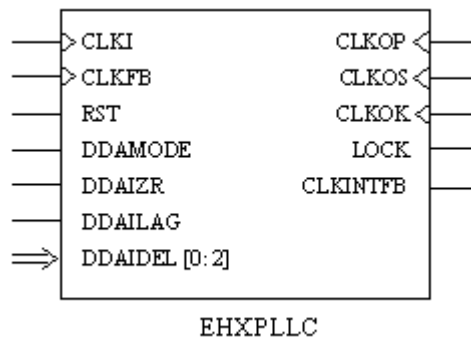 CLKI CLKOP
CLKFB CLKOS
RST CLKOK
DDAMODE LOCK
DDAIZR CLKINTFB
DDAILAG
DDAIDEL [0:2]
EHXPLLC